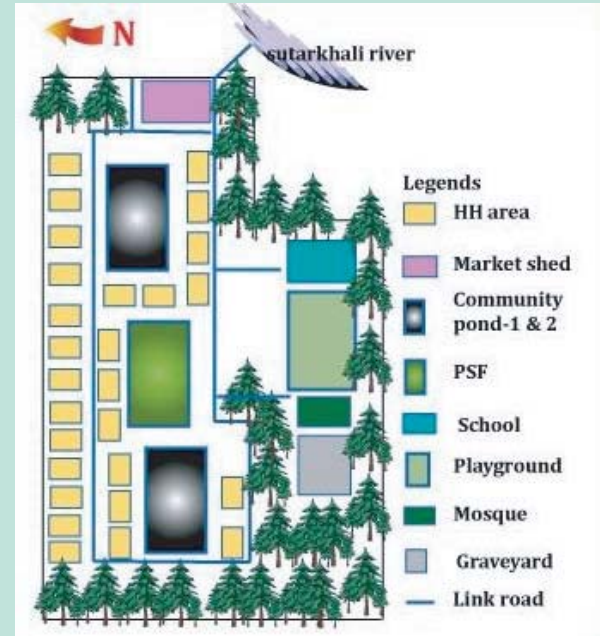 N
sutarkhali river
Legends
HH area
Market shed
Community
pond-1 & 2
PSF
School
Playground
Mosque
Graveyard
Link road